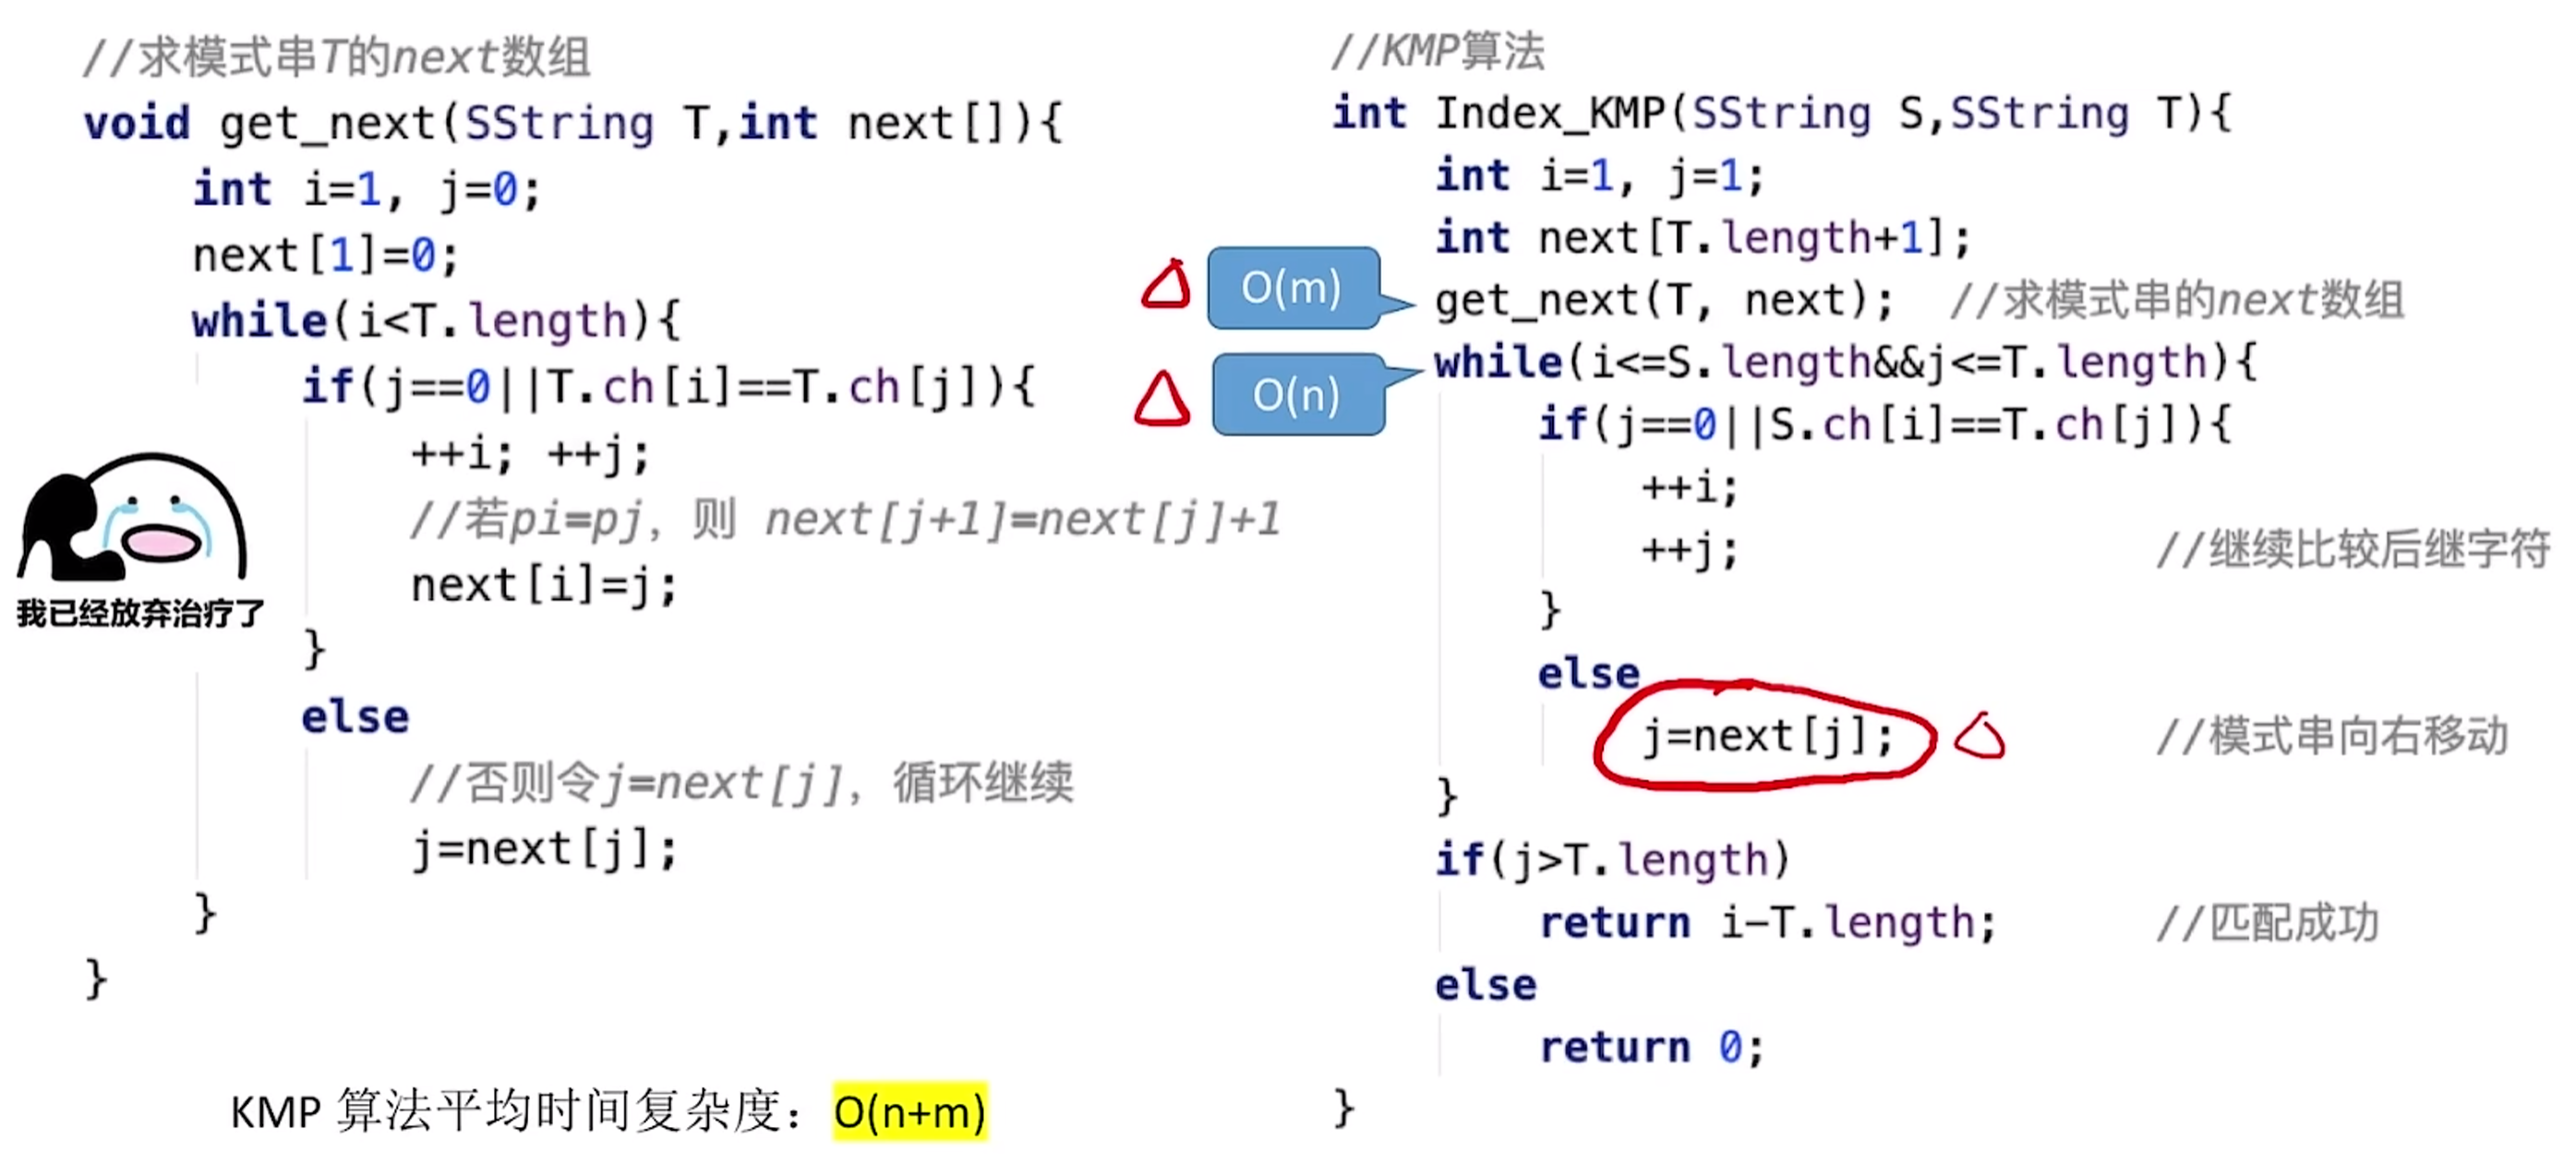 //求模式串T的next数组
void get_next(SString T,int next[]){
int i=1, j=0;
next[1]=0;
while(i<T.length){
if(j==0||T.ch[i]==T.ch[j]){
++i; ++j;
//若pi=pj，则 next[j+1]=next[j]+1
next[i]=j;
}
else
//否则令j=next[j]，循环继续
j=next[j];
}
}
我已经放弃治疗了
KMP 算法平均时间复杂度：O(n+m)
//KMP算法
int Index_KMP(SString S,SString T){
int i=1, j=1;
int next[T.length+1];
O(m)
get_next(T, next); //求模式串的next数组
O(n)
while(i<=S.length&&j<=T.length){
if(j==0||S.ch[i]==T.ch[j]){
++i;
++j; //继续比较后继字符
}
else
j=next[j]; //模式串向右移动
}
if(j>T.length)
return i-T.length; //匹配成功
else
return 0;
}